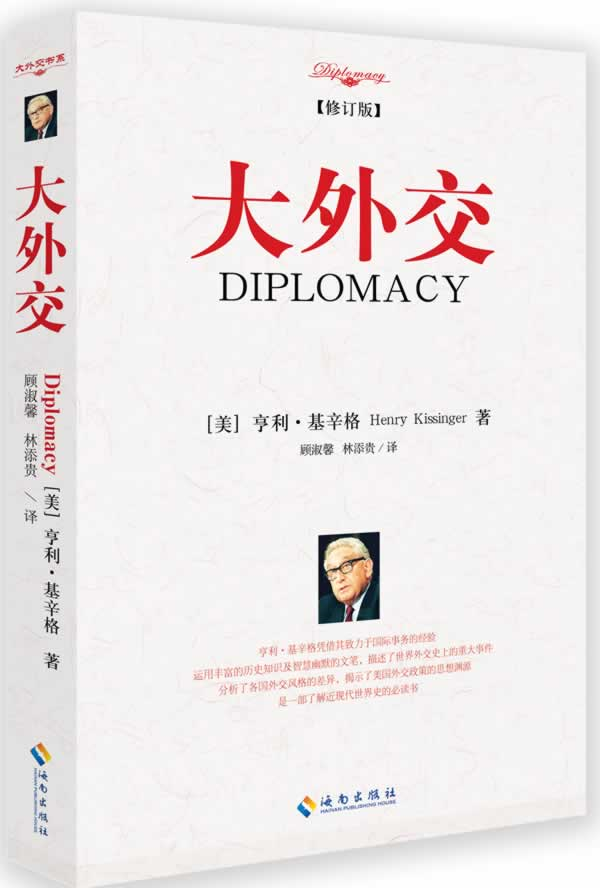 大外交书系
大外交
Diplomacy [美] 亨利·基辛格 著
顾淑馨 林添贵／译
海南出版社
HAINAN PUBLISHING HOUSE
Diplomacy
【修订版】
大外交
DIPLOMACY
[美] 亨利·基辛格 Henry Kissinger 著
顾淑馨 林添贵／译
亨利·基辛格凭借其致力于国际事务的经验
运用丰富的历史知识及智慧幽默的文笔，描述了世界外交史上的重大事件
分析了各国外交风格的差异，揭示了美国外交政策的思想渊源
是一部了解近现代世界史的必读书
海南出版社
HAINAN PUBLISHING HOUSE